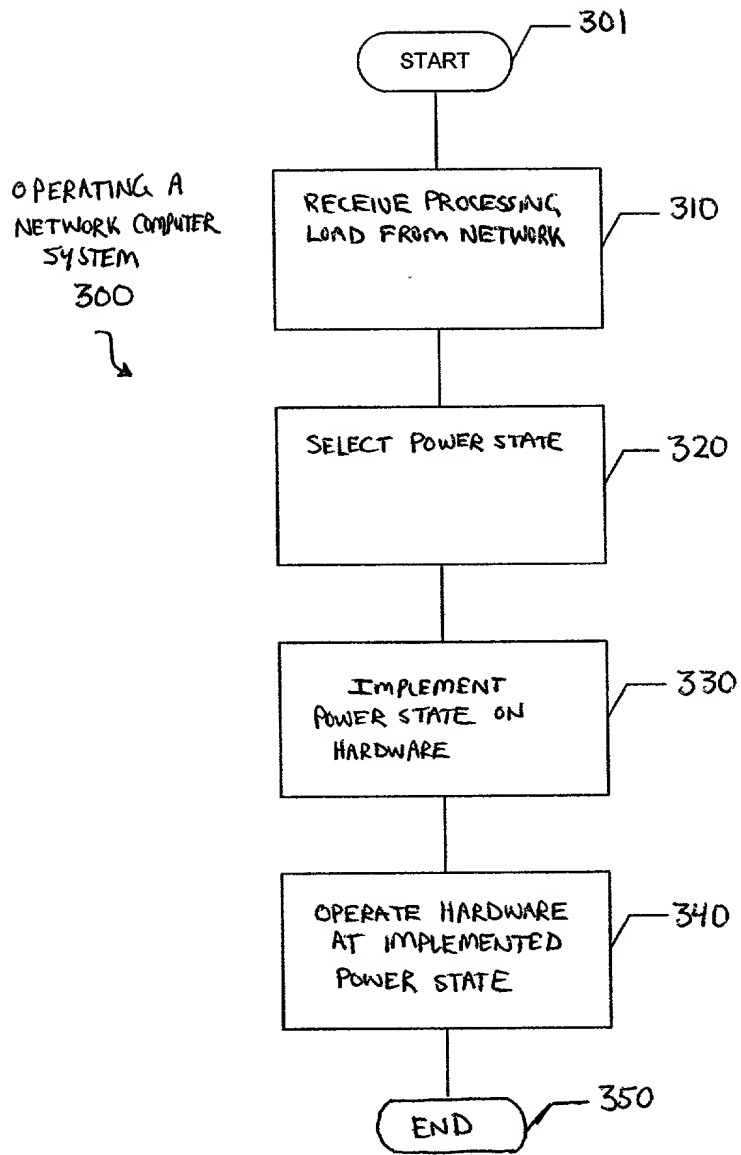 301
START
OPERATING A
NETWORK COMPUTER
SYSTEM
300
RECEIVE PROCESSING
LOAD FROM NETWORK
310
SELECT POWER STATE
320
IMPLEMENT
POWER STATE ON
HARDWARE
330
OPERATE HARDWARE
AT IMPLEMENTED
POWER STATE
340
END
350